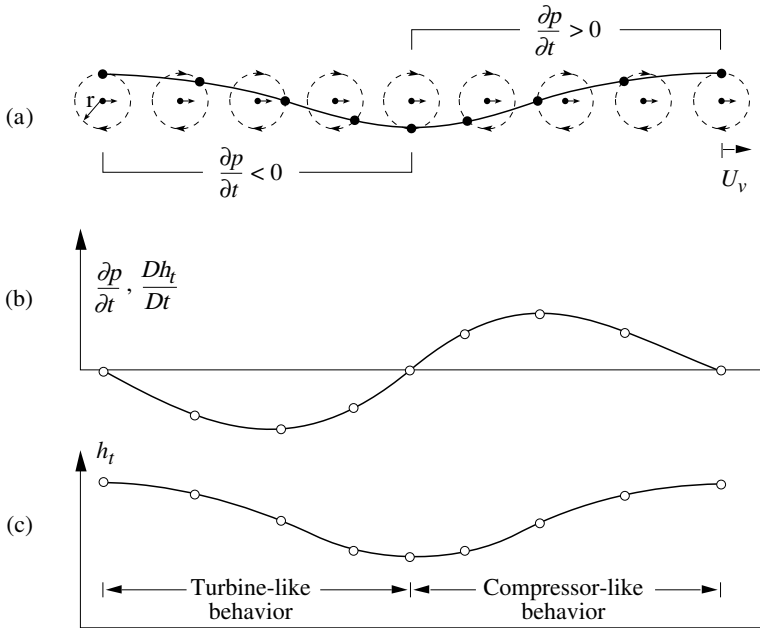 ∂p/∂t > 0
r
(a)
∂p/∂t < 0
U_v
(b)
∂p/∂t , Dh_t/Dt
h_t
(c)
Turbine-like
behavior
Compressor-like
behavior